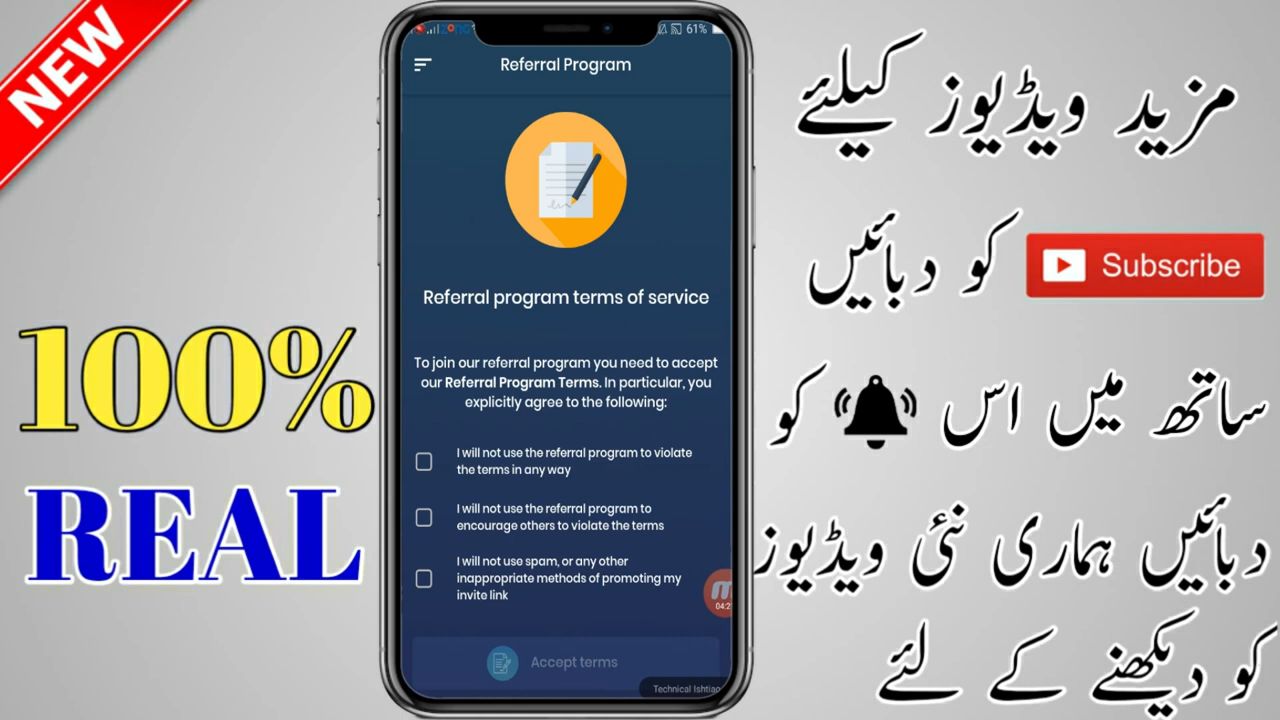 NEW
100%
REAL
zong
61%
Referral Program
Referral program terms of service
To join our referral program you need to accept
our Referral Program Terms. In particular, you
explicitly agree to the following:
I will not use the referral program to violate
the terms in any way
I will not use the referral program to
encourage others to violate the terms
I will not use spam, or any other
inappropriate methods of promoting my
invite link
Accept terms
Technical Ishtiaq
مزید ویڈیوز کیلئے
Subscribe کو دبائیں
ساتھ میں اس کو
دبائیں ہماری نئی ویڈیوز
کو دیکھنے کے لئے